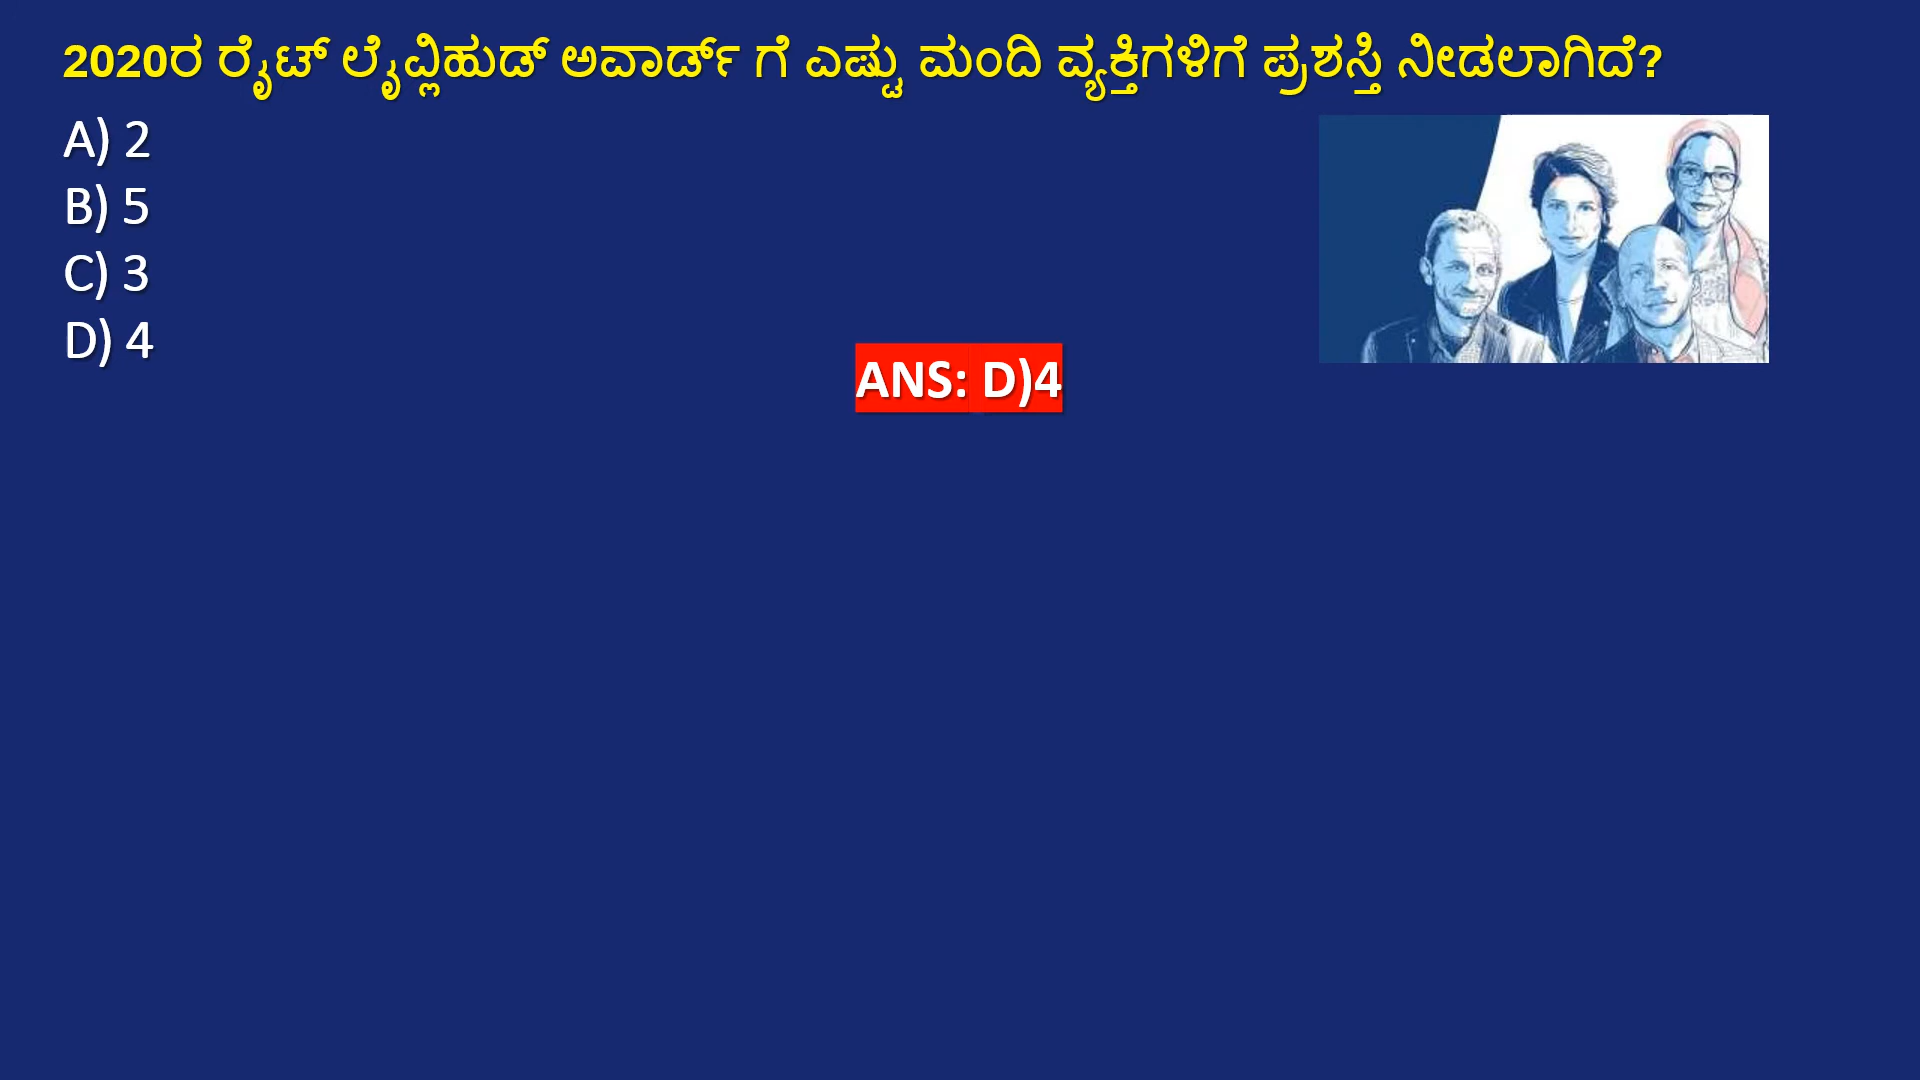 2020ರ ರೈಟ್ ಲೈವ್ಲಿಹುಡ್ ಅವಾರ್ಡ್ ಗೆ ಎಷ್ಟು ಮಂದಿ ವ್ಯಕ್ತಿಗಳಿಗೆ ಪ್ರಶಸ್ತಿ ನೀಡಲಾಗಿದೆ?
A) 2
B) 5
C) 3
D) 4
ANS: D)4